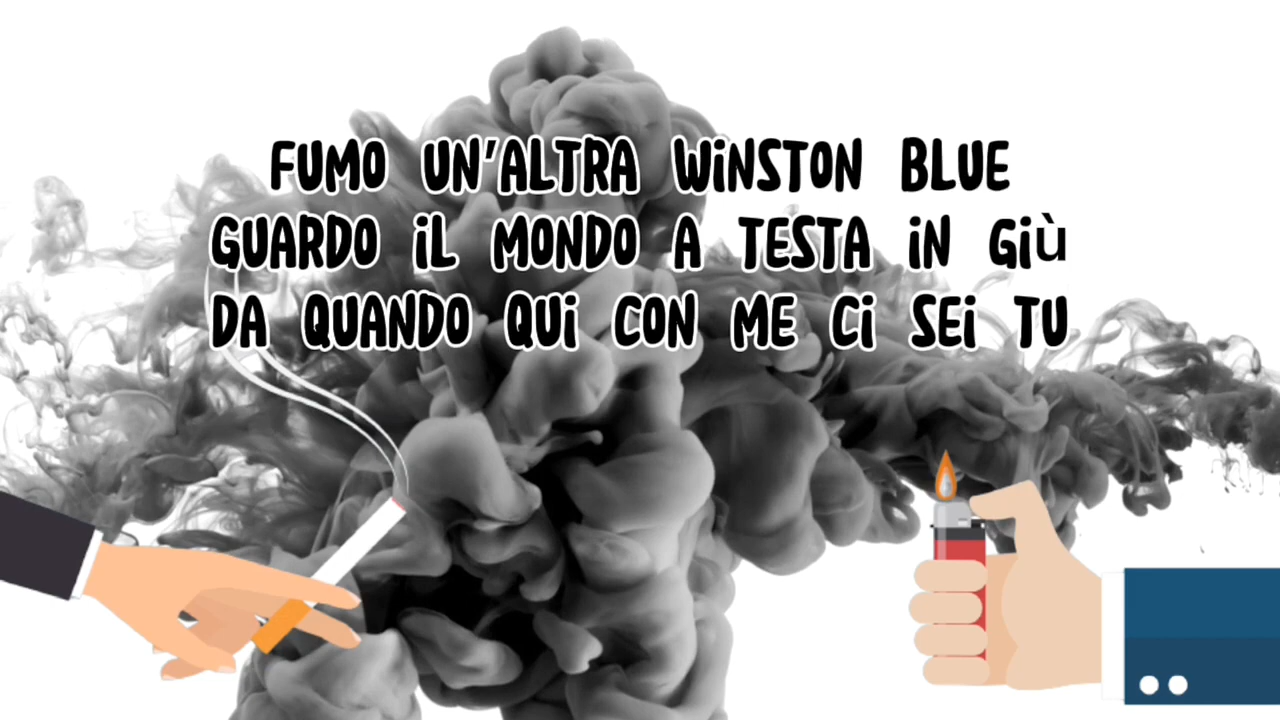 FUMO UN'ALTRA WiNSTON BLUE
GUARDO iL MONDO A TESTA iN Giù
DA QUANDO QUi CON ME Ci SEi TU